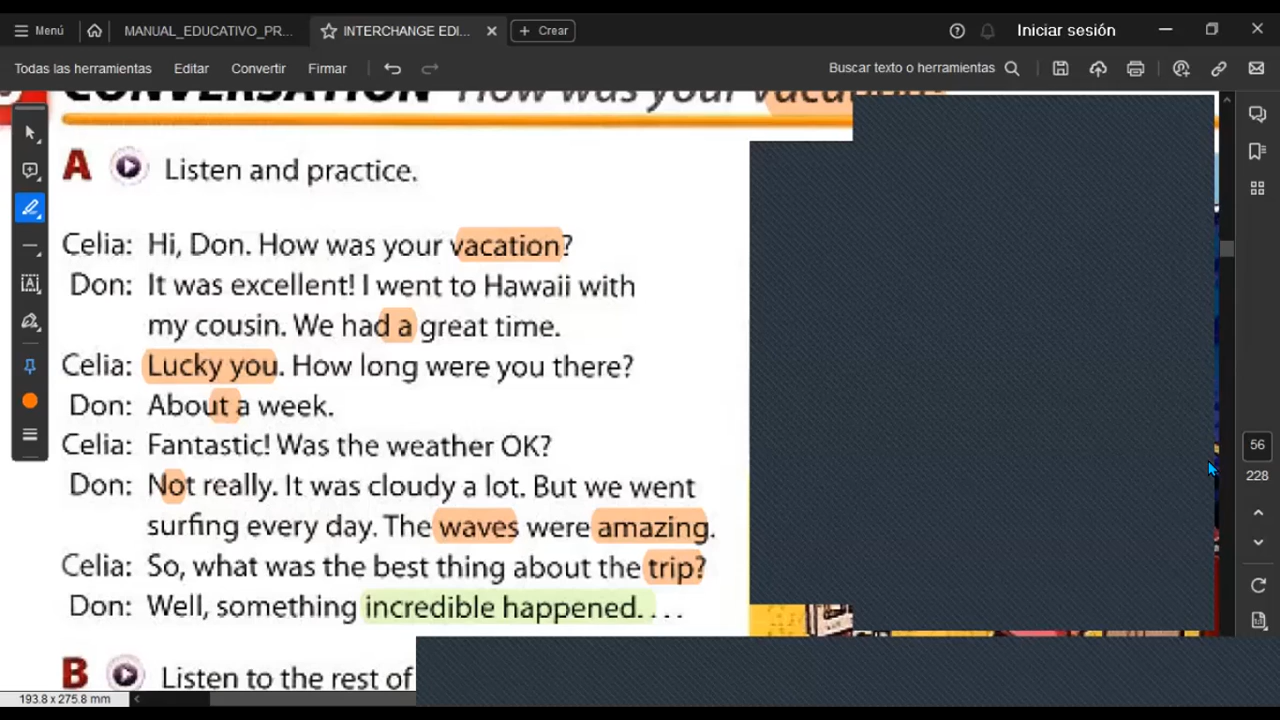 Menú
MANUAL_EDUCATIVO_PR...
INTERCHANGE EDI...
Crear
Iniciar sesión
Todas las herramientas
Editar
Convertir
Firmar
Buscar texto o herramientas
CONVERSATION How was your vacation?
A Listen and practice.
Celia: Hi, Don. How was your vacation?
Don: It was excellent! I went to Hawaii with
my cousin. We had a great time.
Celia: Lucky you. How long were you there?
Don: About a week.
Celia: Fantastic! Was the weather OK?
Don: Not really. It was cloudy a lot. But we went
surfing every day. The waves were amazing.
Celia: So, what was the best thing about the trip?
Don: Well, something incredible happened. . . .
B Listen to the rest of
56
228
193.8 x 275.8 mm